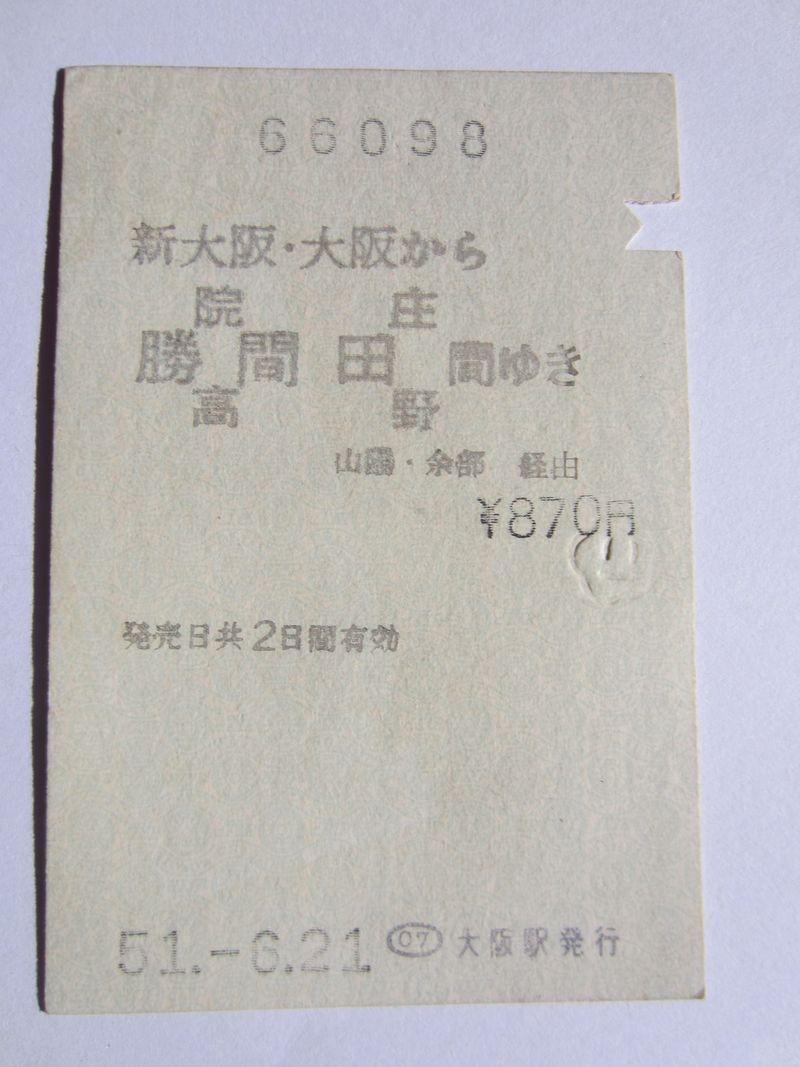 66098
新大阪・大阪から
院庄
勝間田 間ゆき
高野
山陽・余部 経由
¥870円
発売日共2日間有効
51.-6.21 07 大阪駅発行